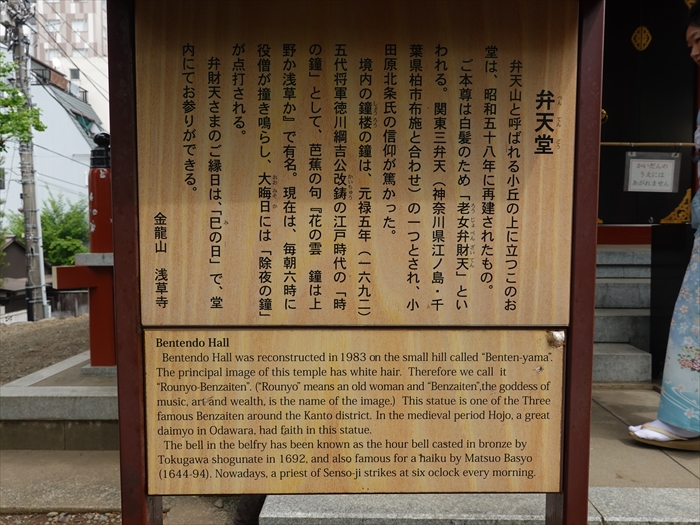 弁天堂
弁天山と呼ばれる小丘の上に立つこのお
堂は、昭和五十八年に再建されたもの。
ご本尊は白髪のため「老女弁財天」とい
われる。関東三弁天（神奈川県江ノ島・千
葉県柏市布施と合わせ）の一つとされ、小
田原北条氏の信仰が篤かった。
境内の鐘楼の鐘は、元禄五年（一六九二）
五代将軍徳川綱吉公改鋳の江戸時代の「時
の鐘」として、芭蕉の句『花の雲　鐘は上
野か浅草か』で有名。現在は、毎朝六時に
役僧が撞き鳴らし、大晦日には「除夜の鐘」
が点打される。
弁財天さまのご縁日は、「巳の日」で、堂
内にてお参りができる。
金龍山　浅草寺
Bentendo Hall
Bentendo Hall was reconstructed in 1983 on the small hill called “Benten-yama”.
The principal image of this temple has white hair. Therefore we call it
“Rounyo-Benzaiten”. (“Rounyo” means an old woman and “Benzaiten”,the goddess of
music, art and wealth, is the name of the image.) This statue is one of the Three
famous Benzaiten around the Kanto district. In the medieval period Hojo, a great
daimyo in Odawara, had faith in this statue.
The bell in the belfry has been known as the hour bell casted in bronze by
Tokugawa shogunate in 1692, and also famous for a haiku by Matsuo Basyo
(1644-94). Nowadays, a priest of Senso-ji strikes at six oclock every morning.
かいだんの
うえには
あがれません